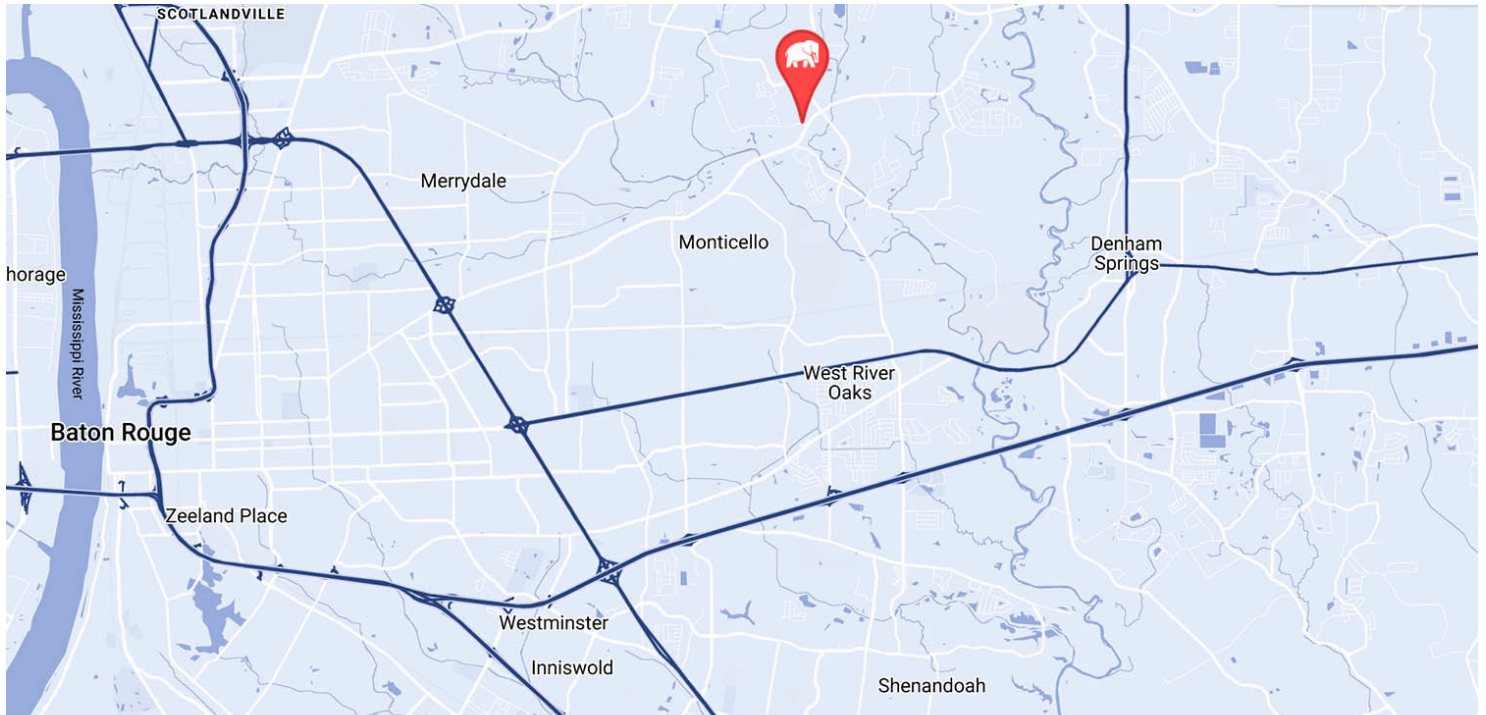 SCOTLANDVILLE
Merrydale
Monticello
Denham
Springs
horage
Mississippi River
West River
Oaks
Baton Rouge
Zeeland Place
Westminster
Inniswold
Shenandoah